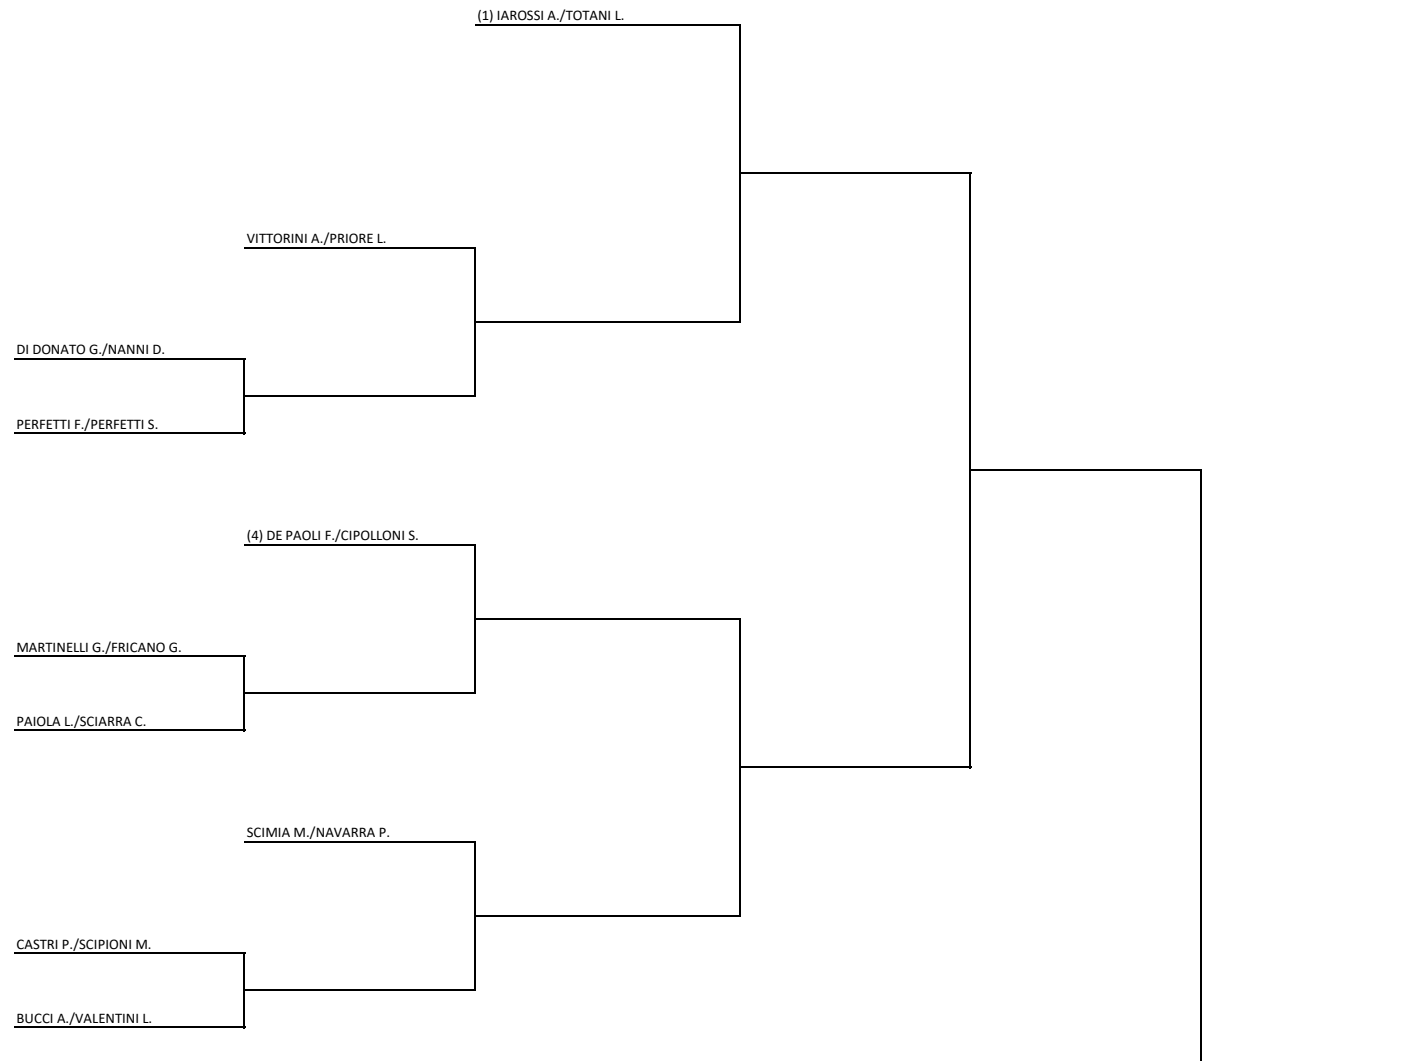 (1) IAROSSI A./TOTANI L.
VITTORINI A./PRIORE L.
DI DONATO G./NANNI D.
PERFETTI F./PERFETTI S.
(4) DE PAOLI F./CIPOLLONI S.
MARTINELLI G./FRICANO G.
PAIOLA L./SCIARRA C.
SCIMIA M./NAVARRA P.
CASTRI P./SCIPIONI M.
BUCCI A./VALENTINI L.